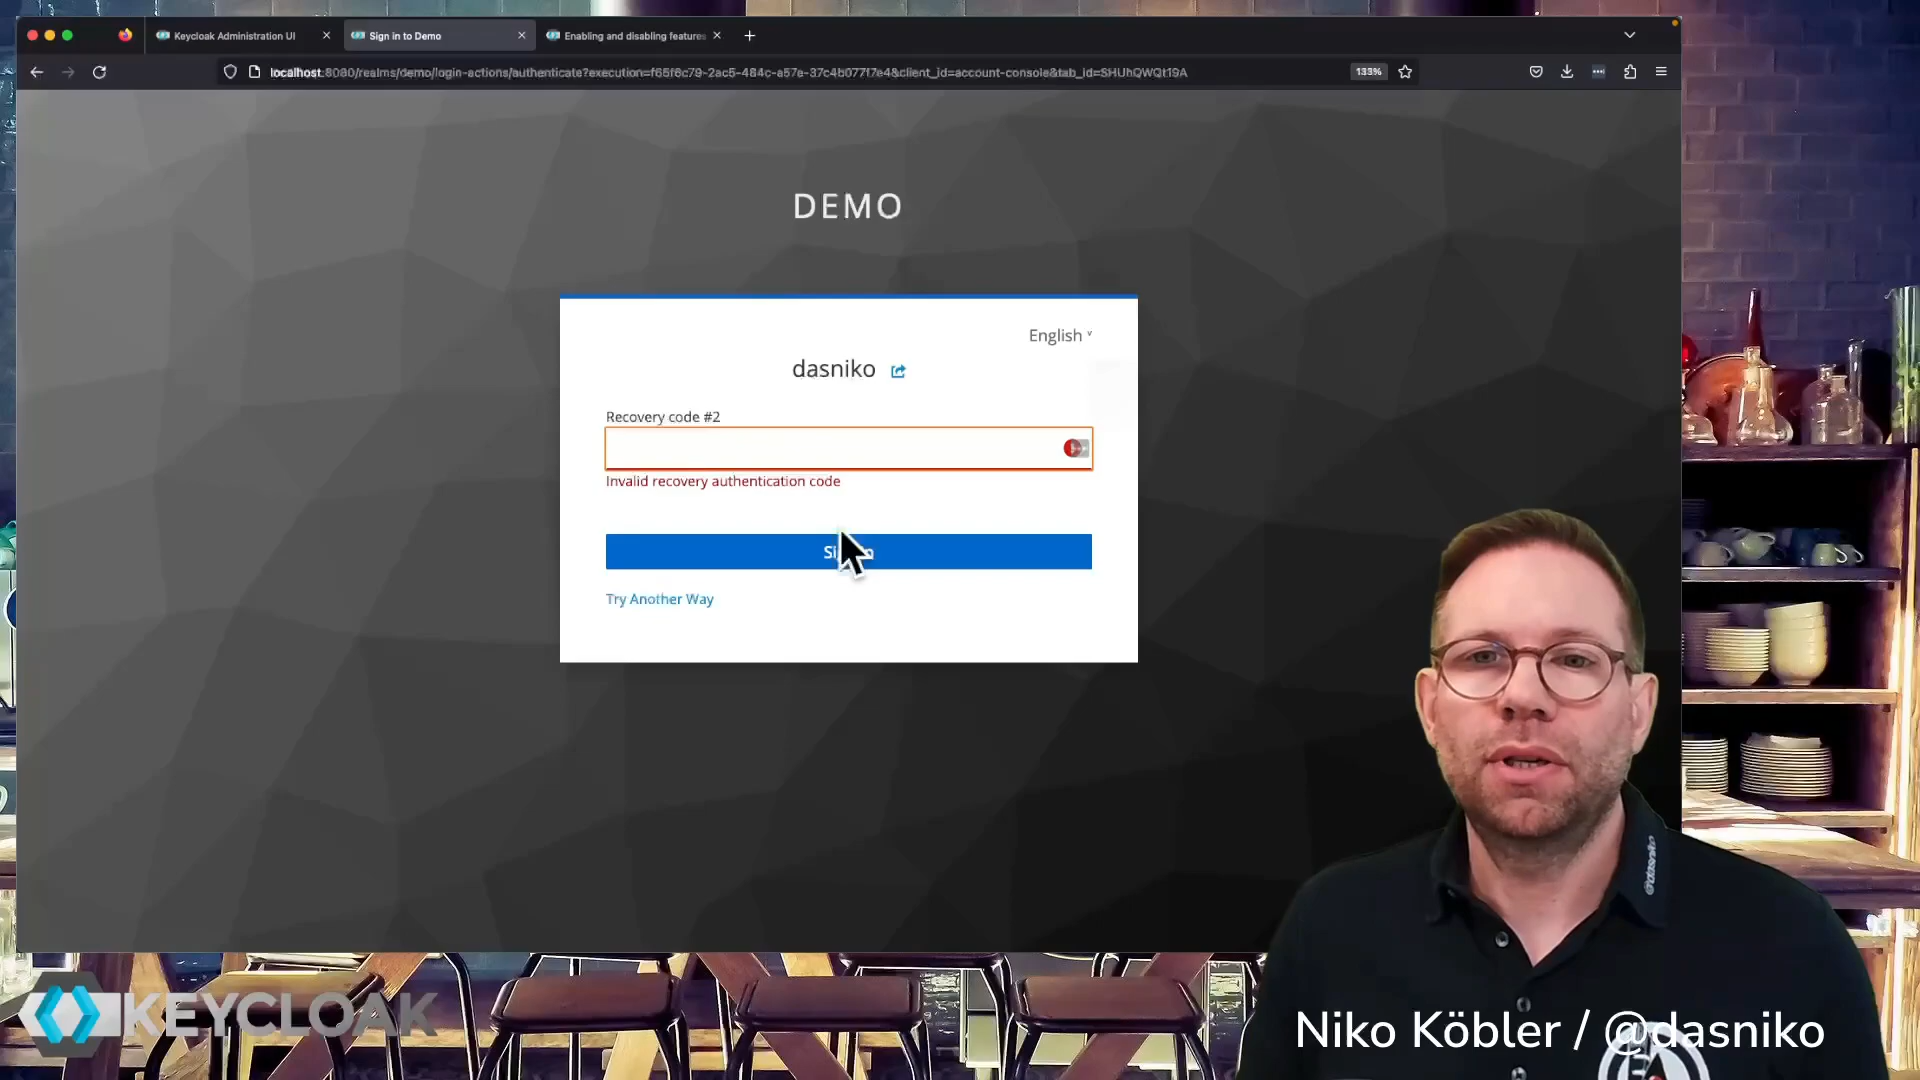 Keycloak Administration UI
Sign in to Demo
Enabling and disabling features
localhost:8080/realms/demo/login-actions/authenticate?execution=f65f6c79-2ac5-484c-a57e-37c4b07717e4&client_id=account-console&tab_id=SHUhQWQt19A
133%
DEMO
English
dasniko
Recovery code #2
Invalid recovery authentication code
Try Another Way
@dasniko
KEYCLOAK
Niko Köbler / @dasniko